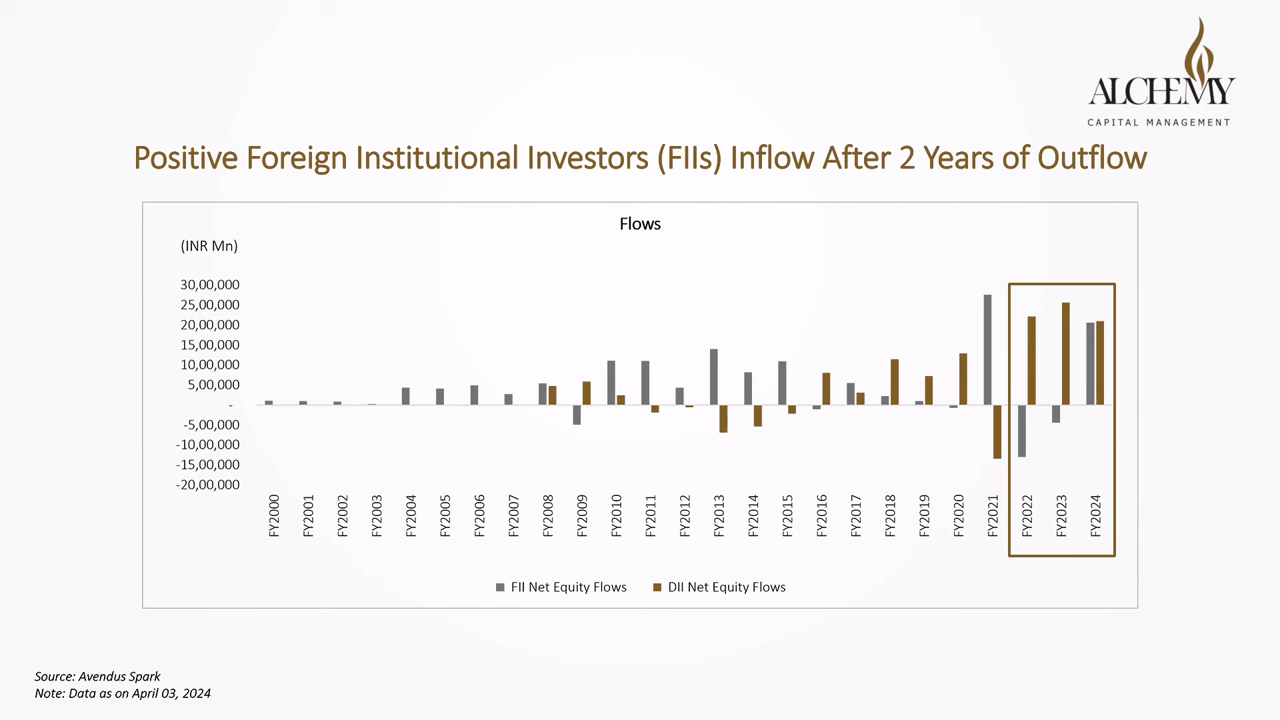 ALCHEMY
CAPITAL MANAGEMENT
Positive Foreign Institutional Investors (FIIs) Inflow After 2 Years of Outflow
Flows
(INR Mn)
30,00,000
25,00,000
20,00,000
15,00,000
10,00,000
5,00,000
-
-5,00,000
-10,00,000
-15,00,000
-20,00,000
FY2000
FY2001
FY2002
FY2003
FY2004
FY2005
FY2006
FY2007
FY2008
FY2009
FY2010
FY2011
FY2012
FY2013
FY2014
FY2015
FY2016
FY2017
FY2018
FY2019
FY2020
FY2021
FY2022
FY2023
FY2024
FII Net Equity Flows
DII Net Equity Flows
Source: Avendus Spark
Note: Data as on April 03, 2024